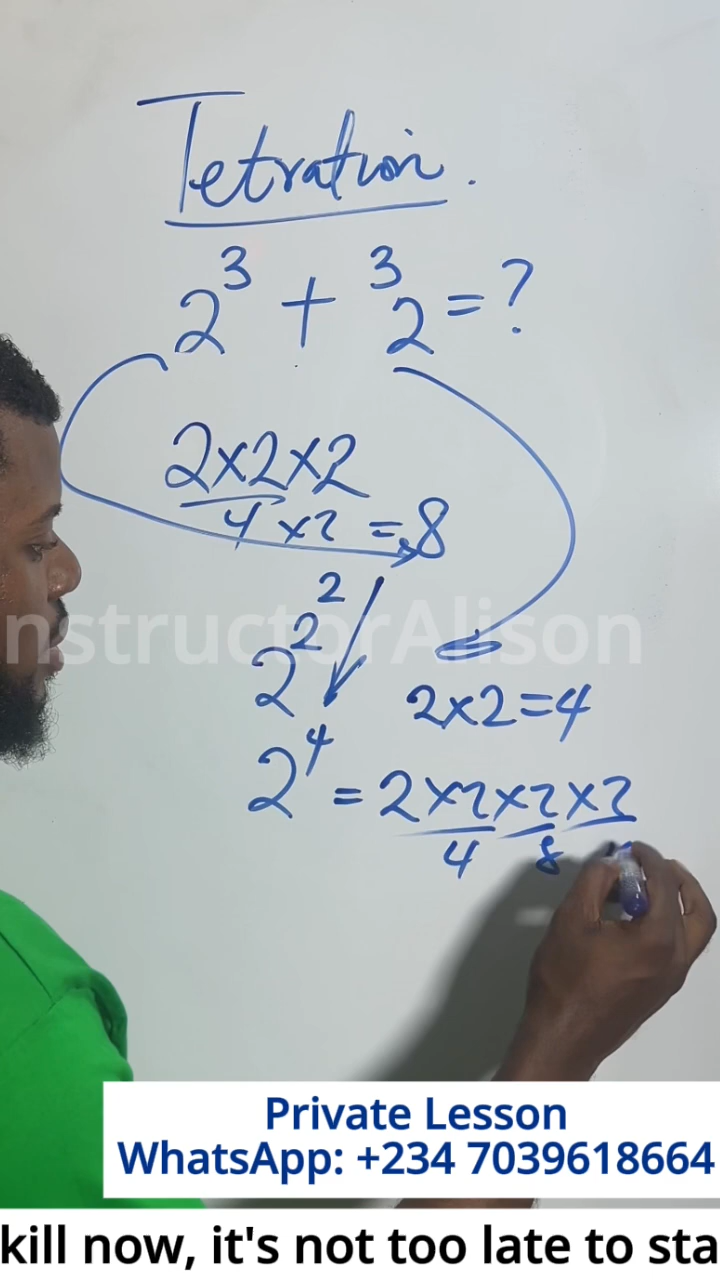 Tetration.
2³ + ³2 = ?
2×2×2
4 × 2 = 8
2^2^2
2×2=4
2⁴ = 2×2×2×2
4 8
nstructorAlison
Private Lesson
WhatsApp: +234 7039618664
kill now, it's not too late to sta